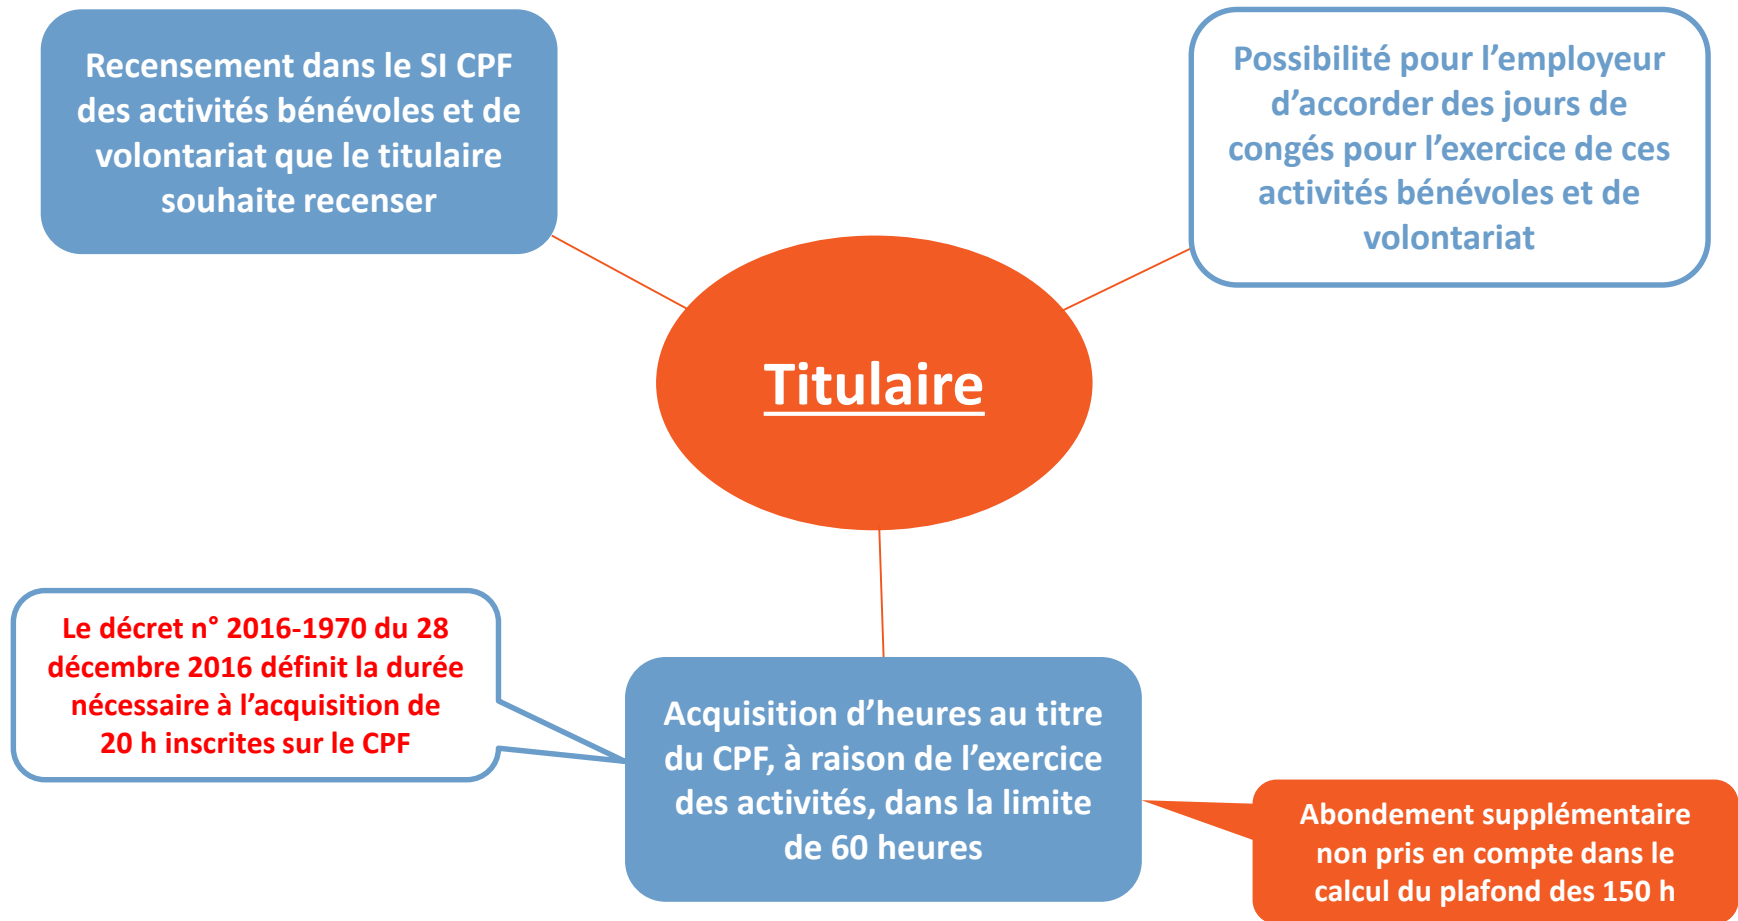 Recensement dans le SI CPF
des activités bénévoles et de
volontariat que le titulaire
souhaite recenser
Possibilité pour l’employeur
d’accorder des jours de
congés pour l’exercice de ces
activités bénévoles et de
volontariat
Titulaire
Le décret n° 2016-1970 du 28
décembre 2016 définit la durée
nécessaire à l’acquisition de
20 h inscrites sur le CPF
Acquisition d’heures au titre
du CPF, à raison de l’exercice
des activités, dans la limite
de 60 heures
Abondement supplémentaire
non pris en compte dans le
calcul du plafond des 150 h